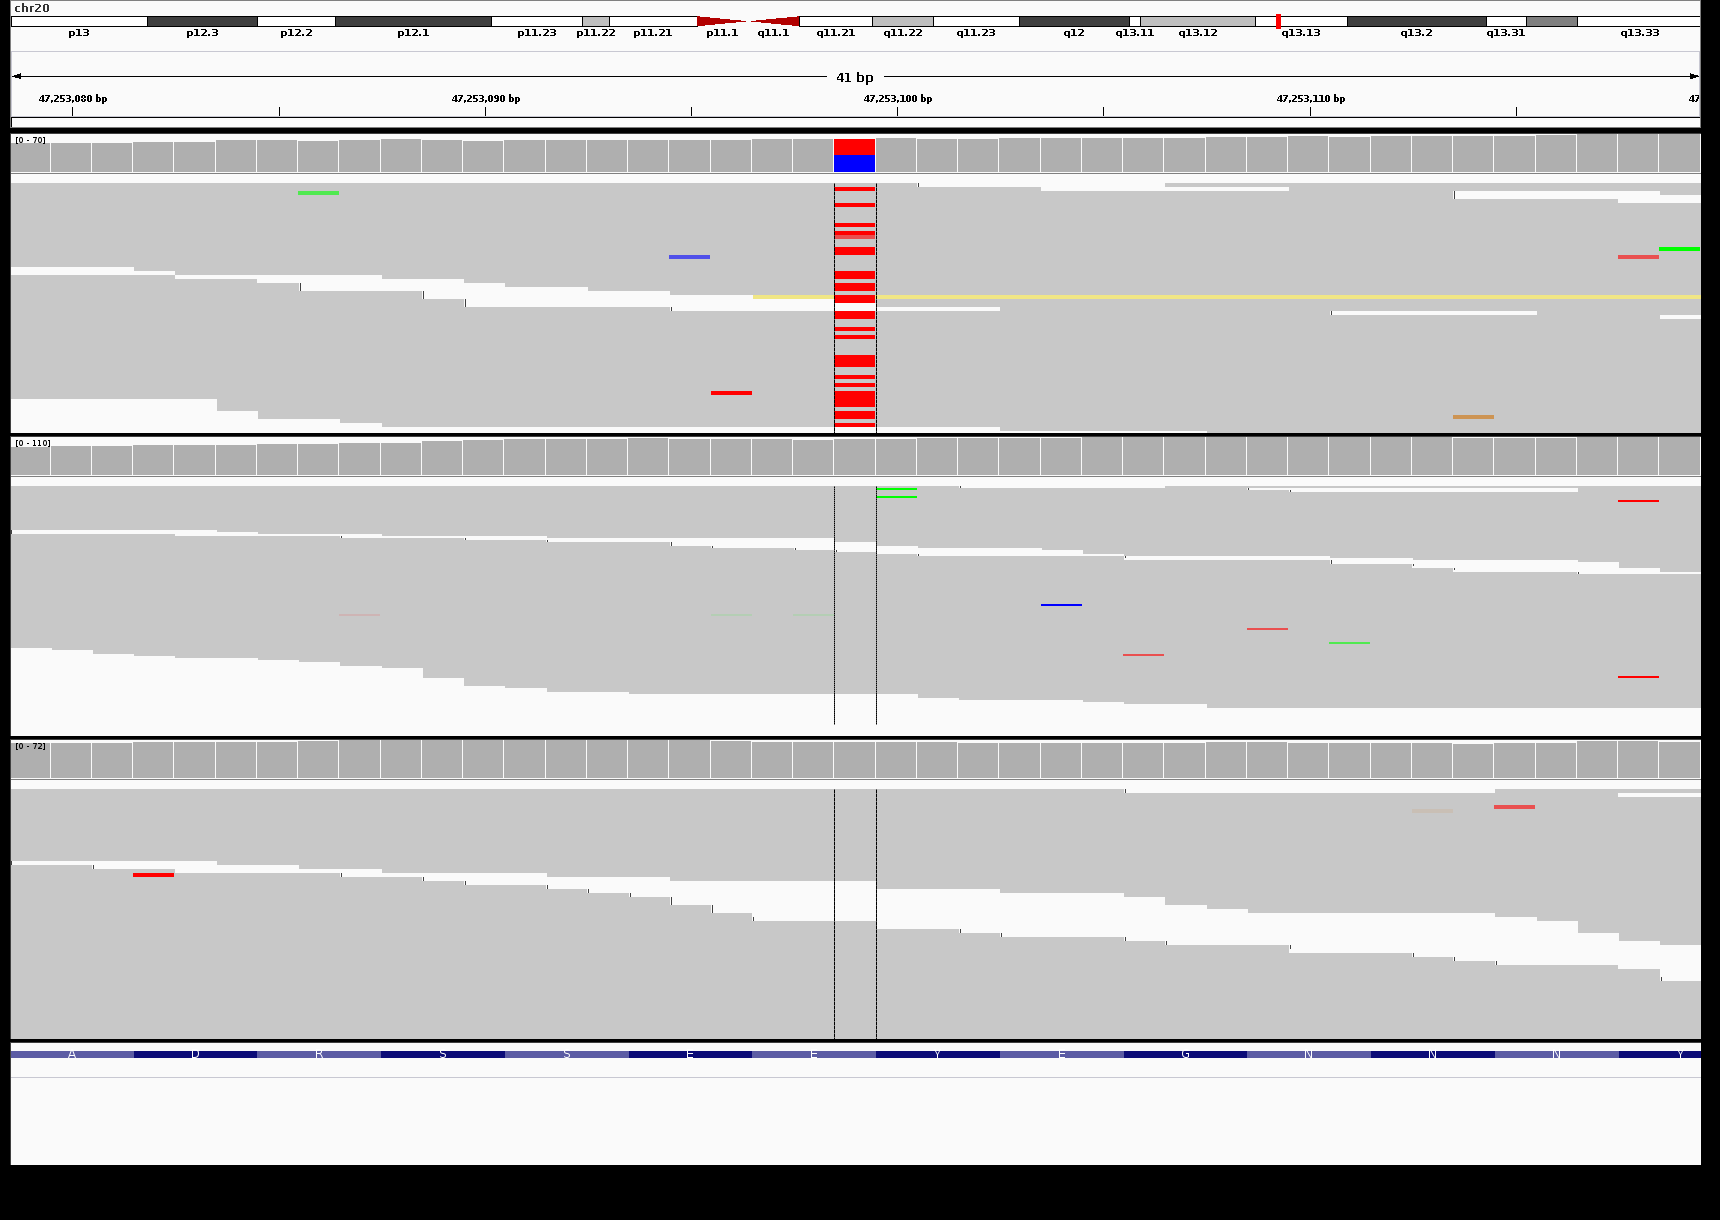 chr20
p13 p12.3 p12.2 p12.1 p11.23 p11.22 p11.21 p11.1 q11.1 q11.21 q11.22 q11.23 q12 q13.11 q13.12 q13.13 q13.2 q13.31 q13.33
41 bp
47,253,080 bp 47,253,090 bp 47,253,100 bp 47,253,110 bp 47
[0 - 70]
[0 - 110]
[0 - 72]
A D R S S E E Y E G N N N Y